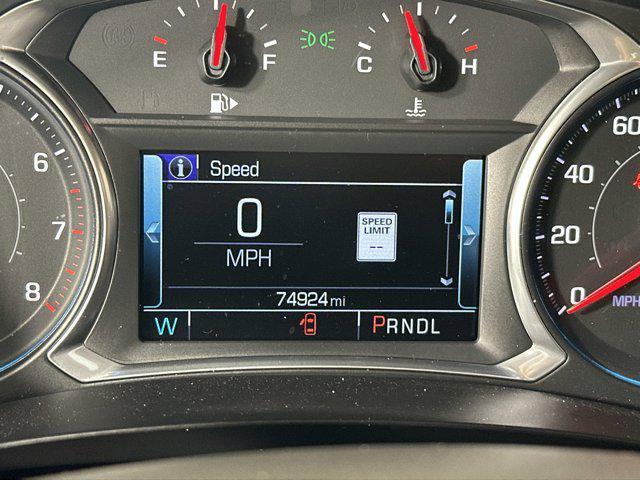 E F C H
i Speed
0
MPH
SPEED
LIMIT
--
74924 mi
W PRNDL
6
7
8
60
40
20
0
MPH